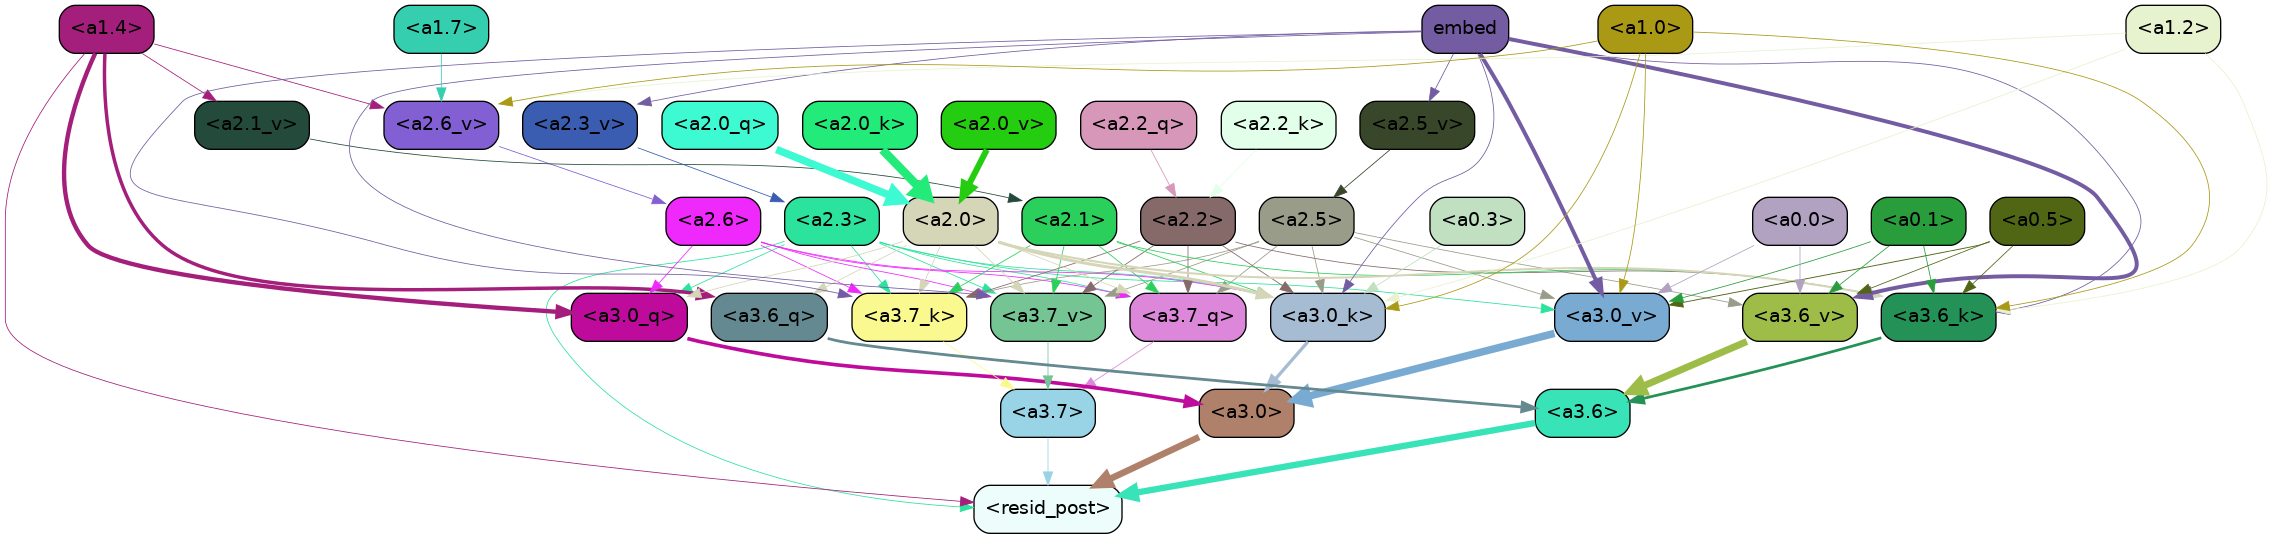 <a1.4>
<a1.7>
embed
<a1.0>
<a1.2>
<a2.1_v>
<a2.6_v>
<a2.3_v>
<a2.0_q>
<a2.0_k>
<a2.0_v>
<a2.2_q>
<a2.2_k>
<a2.5_v>
<a2.6>
<a2.3>
<a2.0>
<a2.1>
<a2.2>
<a2.5>
<a0.3>
<a0.0>
<a0.1>
<a0.5>
<a3.0_q>
<a3.6_q>
<a3.7_k>
<a3.7_v>
<a3.7_q>
<a3.0_k>
<a3.0_v>
<a3.6_v>
<a3.6_k>
<a3.7>
<a3.0>
<a3.6>
<resid_post>